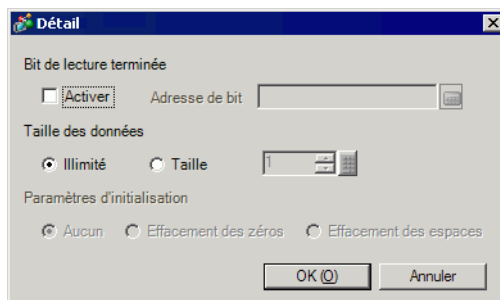 Détail
Bit de lecture terminée
Activer Adresse de bit
Taille des données
Illimité Taille 1
Paramètres d'initialisation
Aucun Effacement des zéros Effacement des espaces
OK (O) Annuler